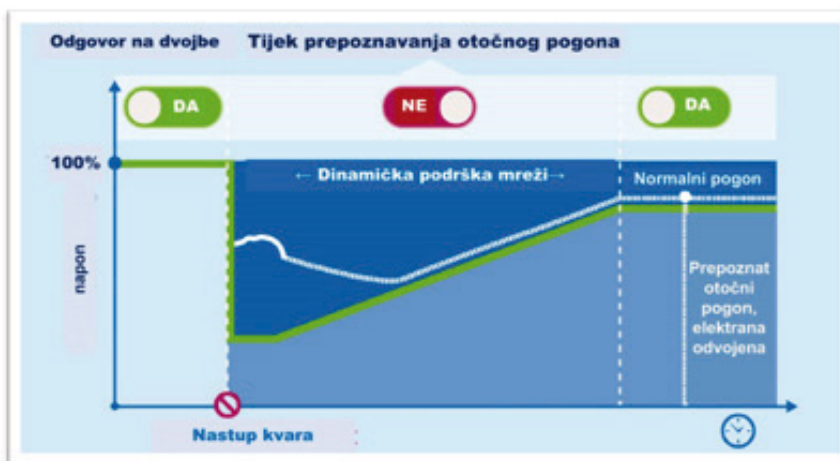 Odgovor na dvojbe Tijek prepoznavanja otočnog pogona
DA NE DA
100%
← Dinamička podrška mreži→
Normalni pogon
napon
Prepoznat
otočni
pogon,
elektrana
odvojena
Nastup kvara :